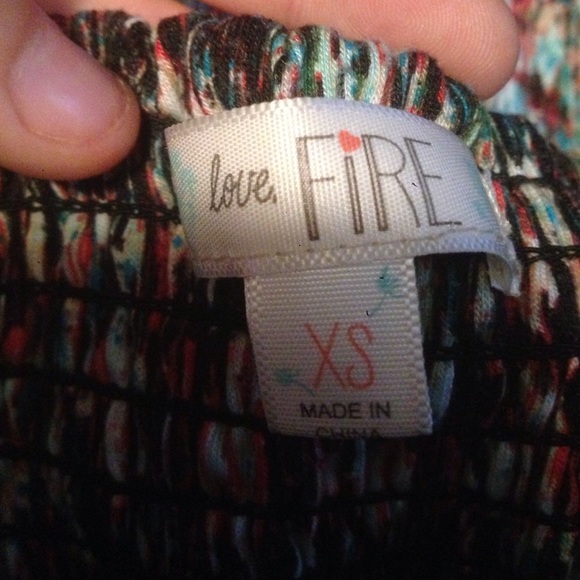 love, FiRE
XS
MADE IN
CHINA